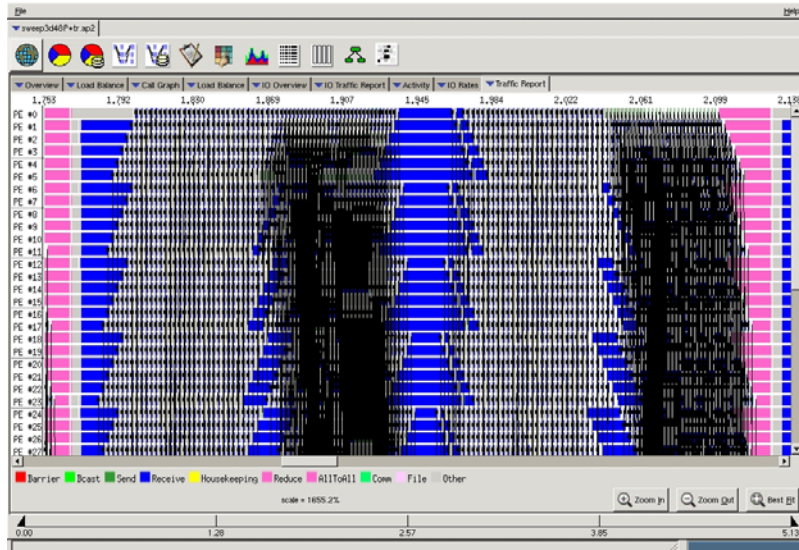 File Help
sweep3d48P+tr.ap2
Overview Load Balance Call Graph Load Balance IO Overview IO Traffic Report Activity IO Rates Traffic Report
1.792 1.830 1.869 1.907 1.945 1.984 2.022 2.061 2.099
PE #0
PE #1
PE #2
PE #3
PE #4
PE #5
PE #6
PE #7
PE #8
PE #9
PE #10
PE #11
PE #12
PE #13
PE #14
PE #15
PE #16
PE #17
PE #18
PE #19
PE #20
PE #21
PE #22
PE #23
PE #24
PE #25
PE #26
PE #27
Barrier Bcast Send Receive Housekeeping Reduce AllToAll Comm File Other
scale = 1655.2%
Zoom In Zoom Out Best Fit
0.00 1.28 2.57 3.85 5.13